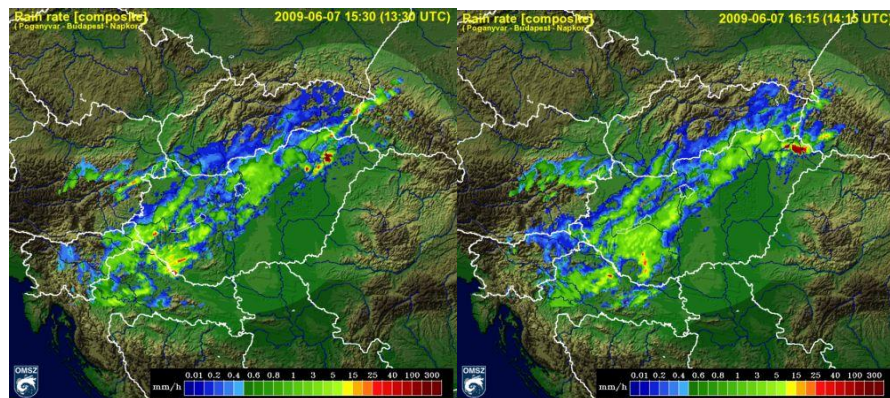 Rain rate [composite] 2009-06-07 15:30 (13:30 UTC)
( Poganyvar - Budapest - Napkor)
OMSZ
mm/h 0.01 0.2 0.4 0.6 0.8 1 3 5 15 25 40 100 300
Rain rate [composite] 2009-06-07 16:15 (14:15 UTC)
( Poganyvar - Budapest - Napkor)
OMSZ
mm/h 0.01 0.2 0.4 0.6 0.8 1 3 5 15 25 40 100 300